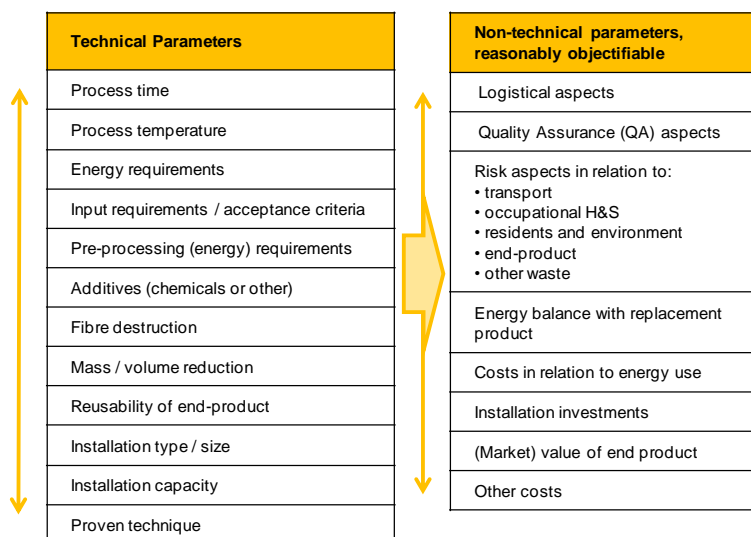 Technical Parameters
Process time
Process temperature
Energy requirements
Input requirements / acceptance criteria
Pre-processing (energy) requirements
Additives (chemicals or other)
Fibre destruction
Mass / volume reduction
Reusability of end-product
Installation type / size
Installation capacity
Proven technique
Non-technical parameters,
reasonably objectifiable
Logistical aspects
Quality Assurance (QA) aspects
Risk aspects in relation to:
• transport
• occupational H&S
• residents and environment
• end-product
• other waste
Energy balance with replacement
product
Costs in relation to energy use
Installation investments
(Market) value of end product
Other costs